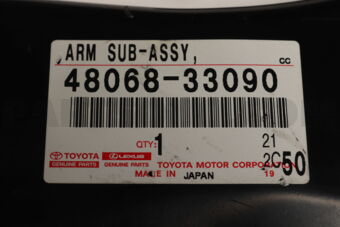 ARM SUB-ASSY,
CC
48068-33090
QTY: 1
21
2C50
TOYOTA LEXUS TOYOTA MOTOR CORPORATION
GENUINE PARTS GENUINE PARTS
MADE IN JAPAN 19